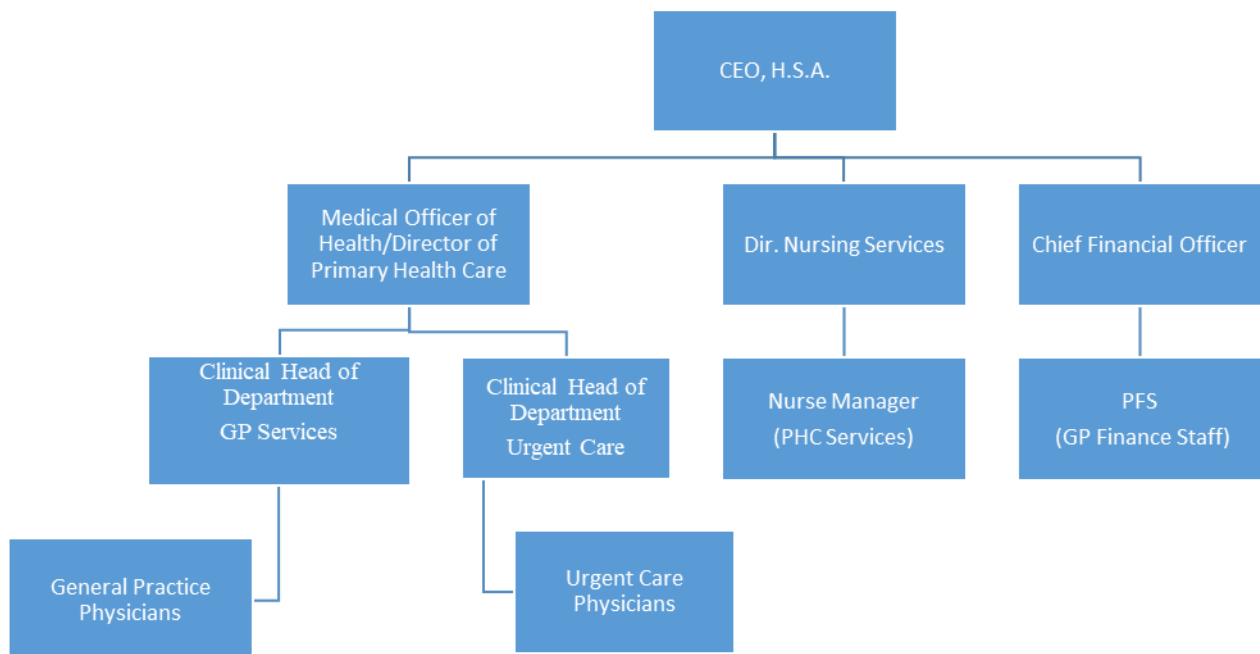 CEO, H.S.A.
Medical Officer of
Health/Director of
Primary Health Care
Dir. Nursing Services
Chief Financial Officer
Clinical Head of
Department
GP Services
Clinical Head of
Department
Urgent Care
Nurse Manager
(PHC Services)
PFS
(GP Finance Staff)
General Practice
Physicians
Urgent Care
Physicians